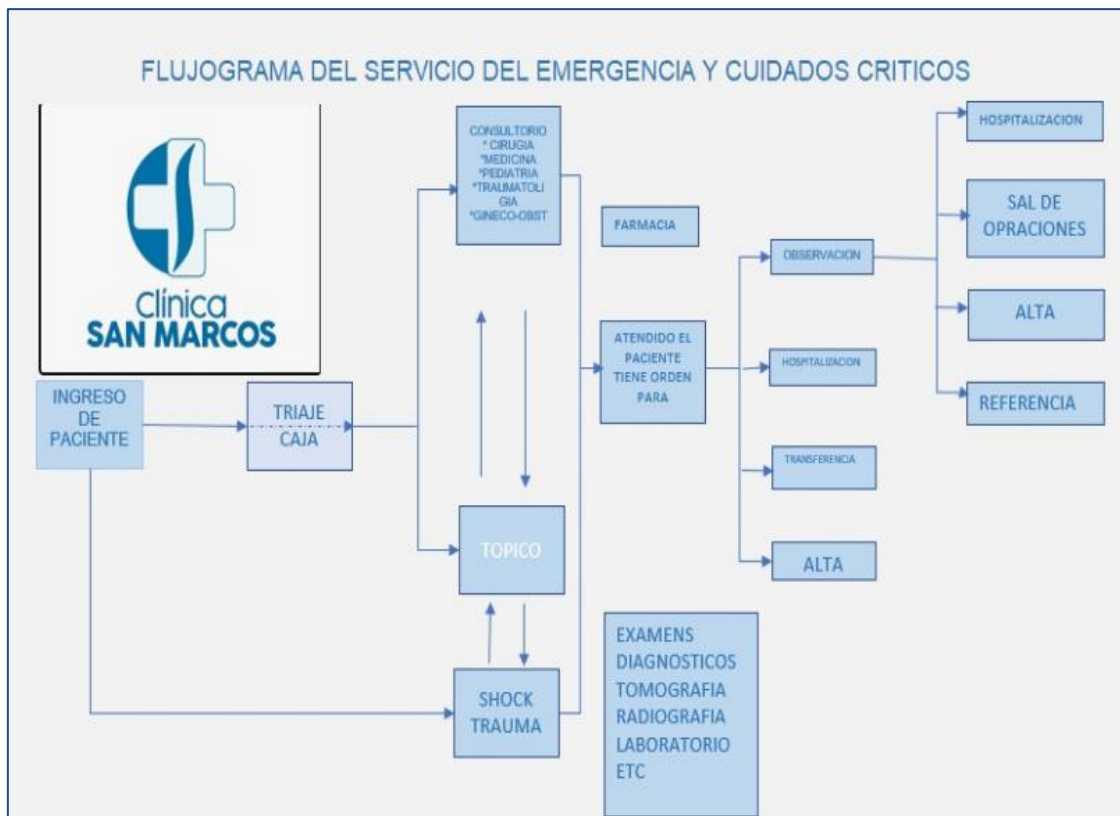 FLUJOGRAMA DEL SERVICIO DEL EMERGENCIA Y CUIDADOS CRITICOS
Clínica
SAN MARCOS
INGRESO
DE
PACIENTE
TRIAJE
CAJA
CONSULTORIO
* CIRUGIA
*MEDICINA
*PEDIATRIA
*TRAUMATOLI
GIA
*GINECO-OBST
TOPICO
SHOCK
TRAUMA
FARMACIA
ATENDIDO EL
PACIENTE
TIENE ORDEN
PARA
EXAMENS
DIAGNOSTICOS
TOMOGRAFIA
RADIOGRAFIA
LABORATORIO
ETC
OBSERVACION
HOSPITALIZACION
TRANSFERENCIA
ALTA
HOSPITALIZACION
SAL DE
OPRACIONES
ALTA
REFERENCIA